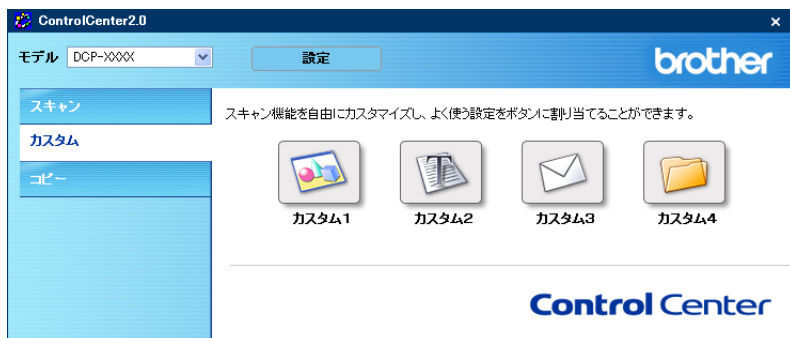 ControlCenter2.0
モデル DCP-XXXX 設定 brother
スキャン
カスタム
コピー
スキャン機能を自由にカスタマイズし、よく使う設定をボタンに割り当てることができます。
カスタム1 カスタム2 カスタム3 カスタム4
Control Center